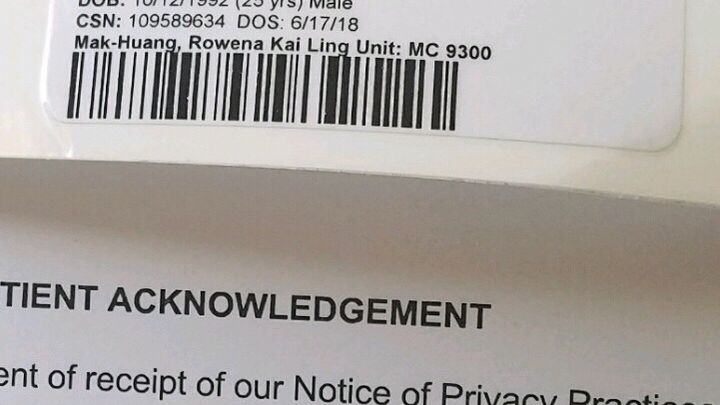 DOB: 10/12/1992 (25 yrs) Male
CSN: 109589634 DOS: 6/17/18
Mak-Huang, Rowena Kai Ling Unit: MC 9300
TIENT ACKNOWLEDGEMENT
ent of receipt of our Notice of Privacy Practices